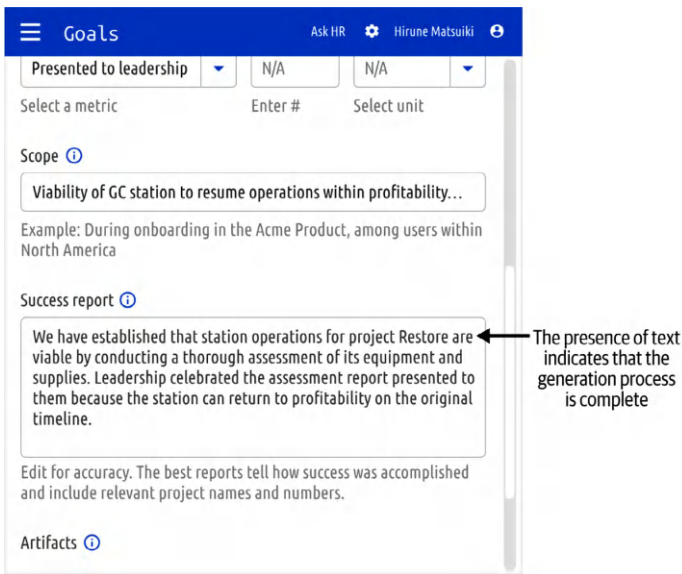 Goals
Ask HR
Hirune Matsuiki
Presented to leadership
N/A
N/A
Select a metric
Enter #
Select unit
Scope
Viability of GC station to resume operations within profitability...
Example: During onboarding in the Acme Product, among users within
North America
Success report
We have established that station operations for project Restore are
viable by conducting a thorough assessment of its equipment and
supplies. Leadership celebrated the assessment report presented to
them because the station can return to profitability on the original
timeline.
The presence of text
indicates that the
generation process
is complete
Edit for accuracy. The best reports tell how success was accomplished
and include relevant project names and numbers.
Artifacts